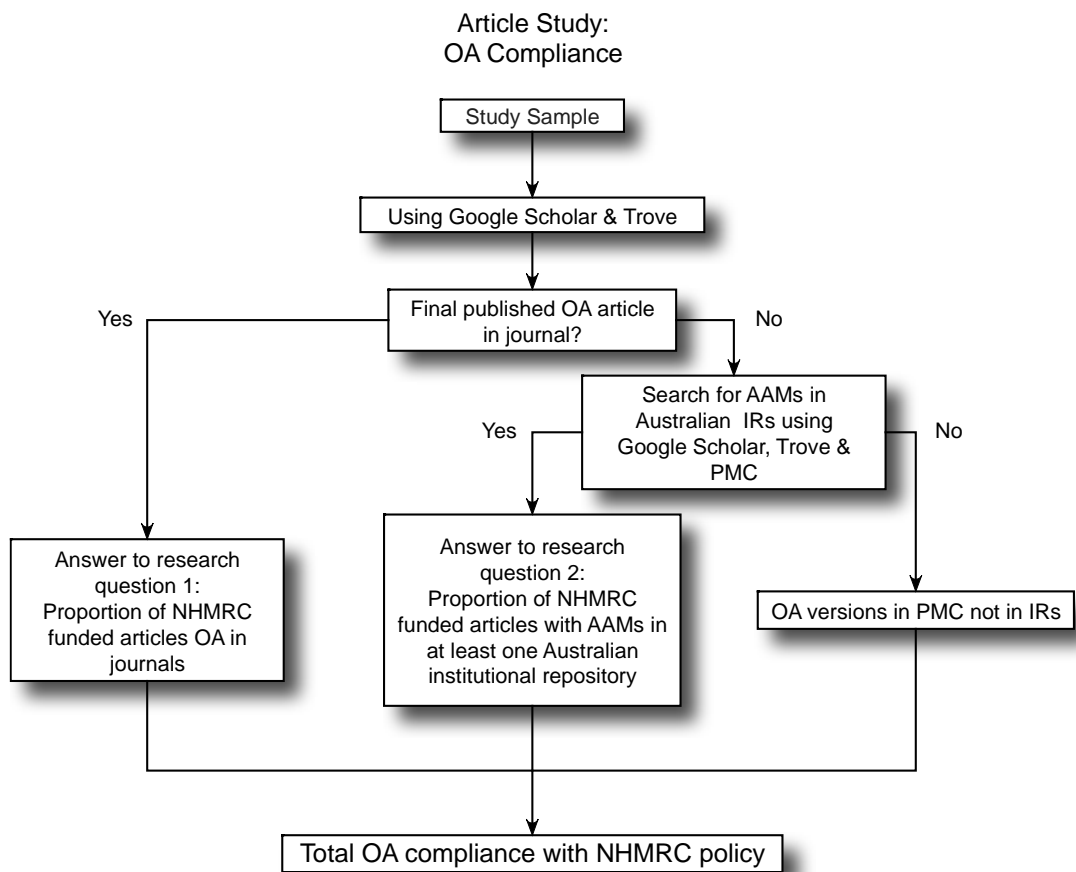 Article Study:
OA Compliance
Study Sample
Using Google Scholar & Trove
Final published OA article
in journal?
Yes
No
Search for AAMs in
Australian IRs using
Google Scholar, Trove &
PMC
Yes
No
Answer to research
question 1:
Proportion of NHMRC
funded articles OA in
journals
Answer to research
question 2:
Proportion of NHMRC
funded articles with AAMs in
at least one Australian
institutional repository
OA versions in PMC not in IRs
Total OA compliance with NHMRC policy